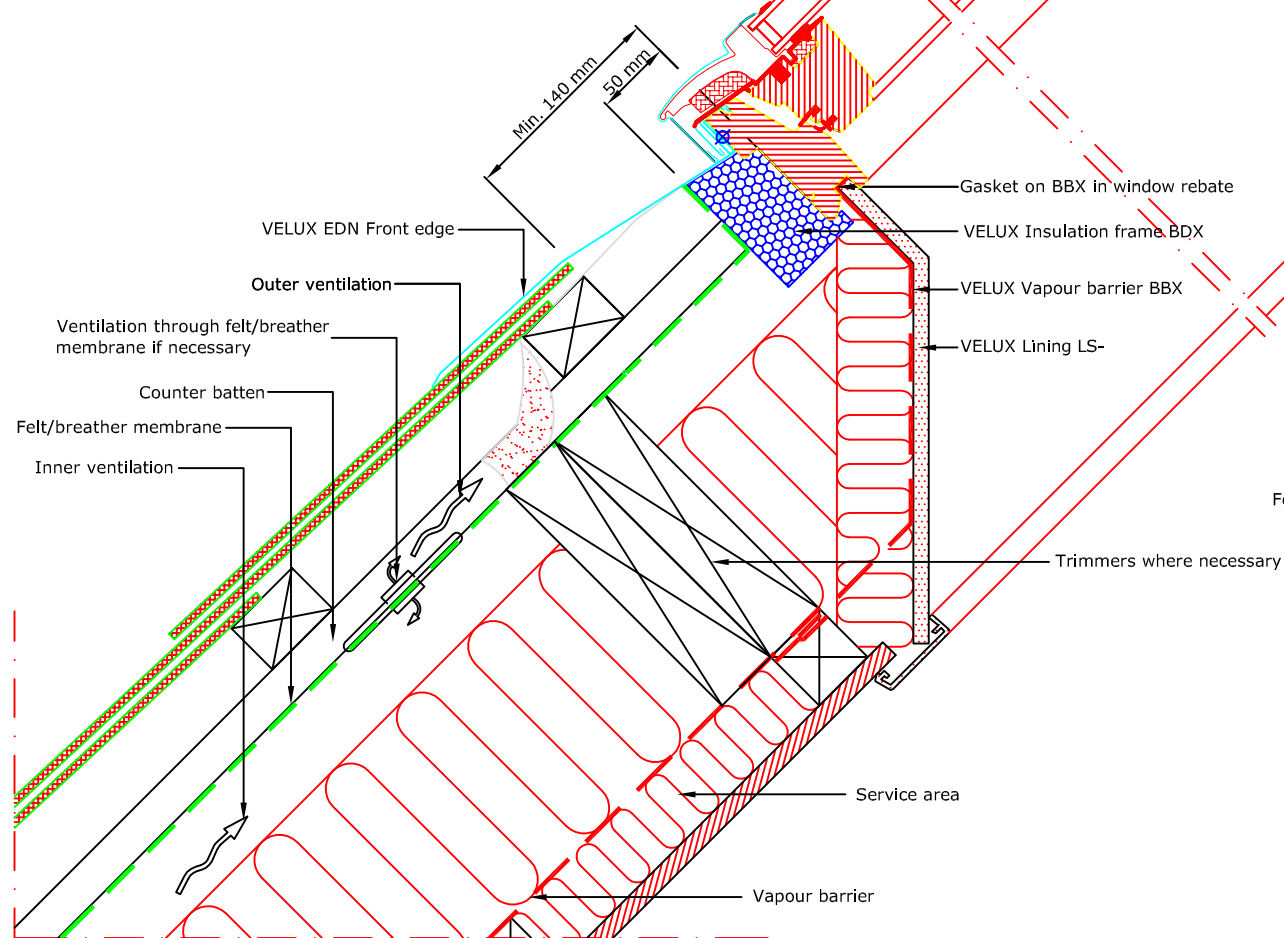 Min. 140 mm
50 mm
VELUX EDN Front edge
Outer ventilation
Ventilation through felt/breather
membrane if necessary
Counter batten
Felt/breather membrane
Inner ventilation
Gasket on BBX in window rebate
VELUX Insulation frame BDX
VELUX Vapour barrier BBX
VELUX Lining LS-
Trimmers where necessary
Service area
Vapour barrier